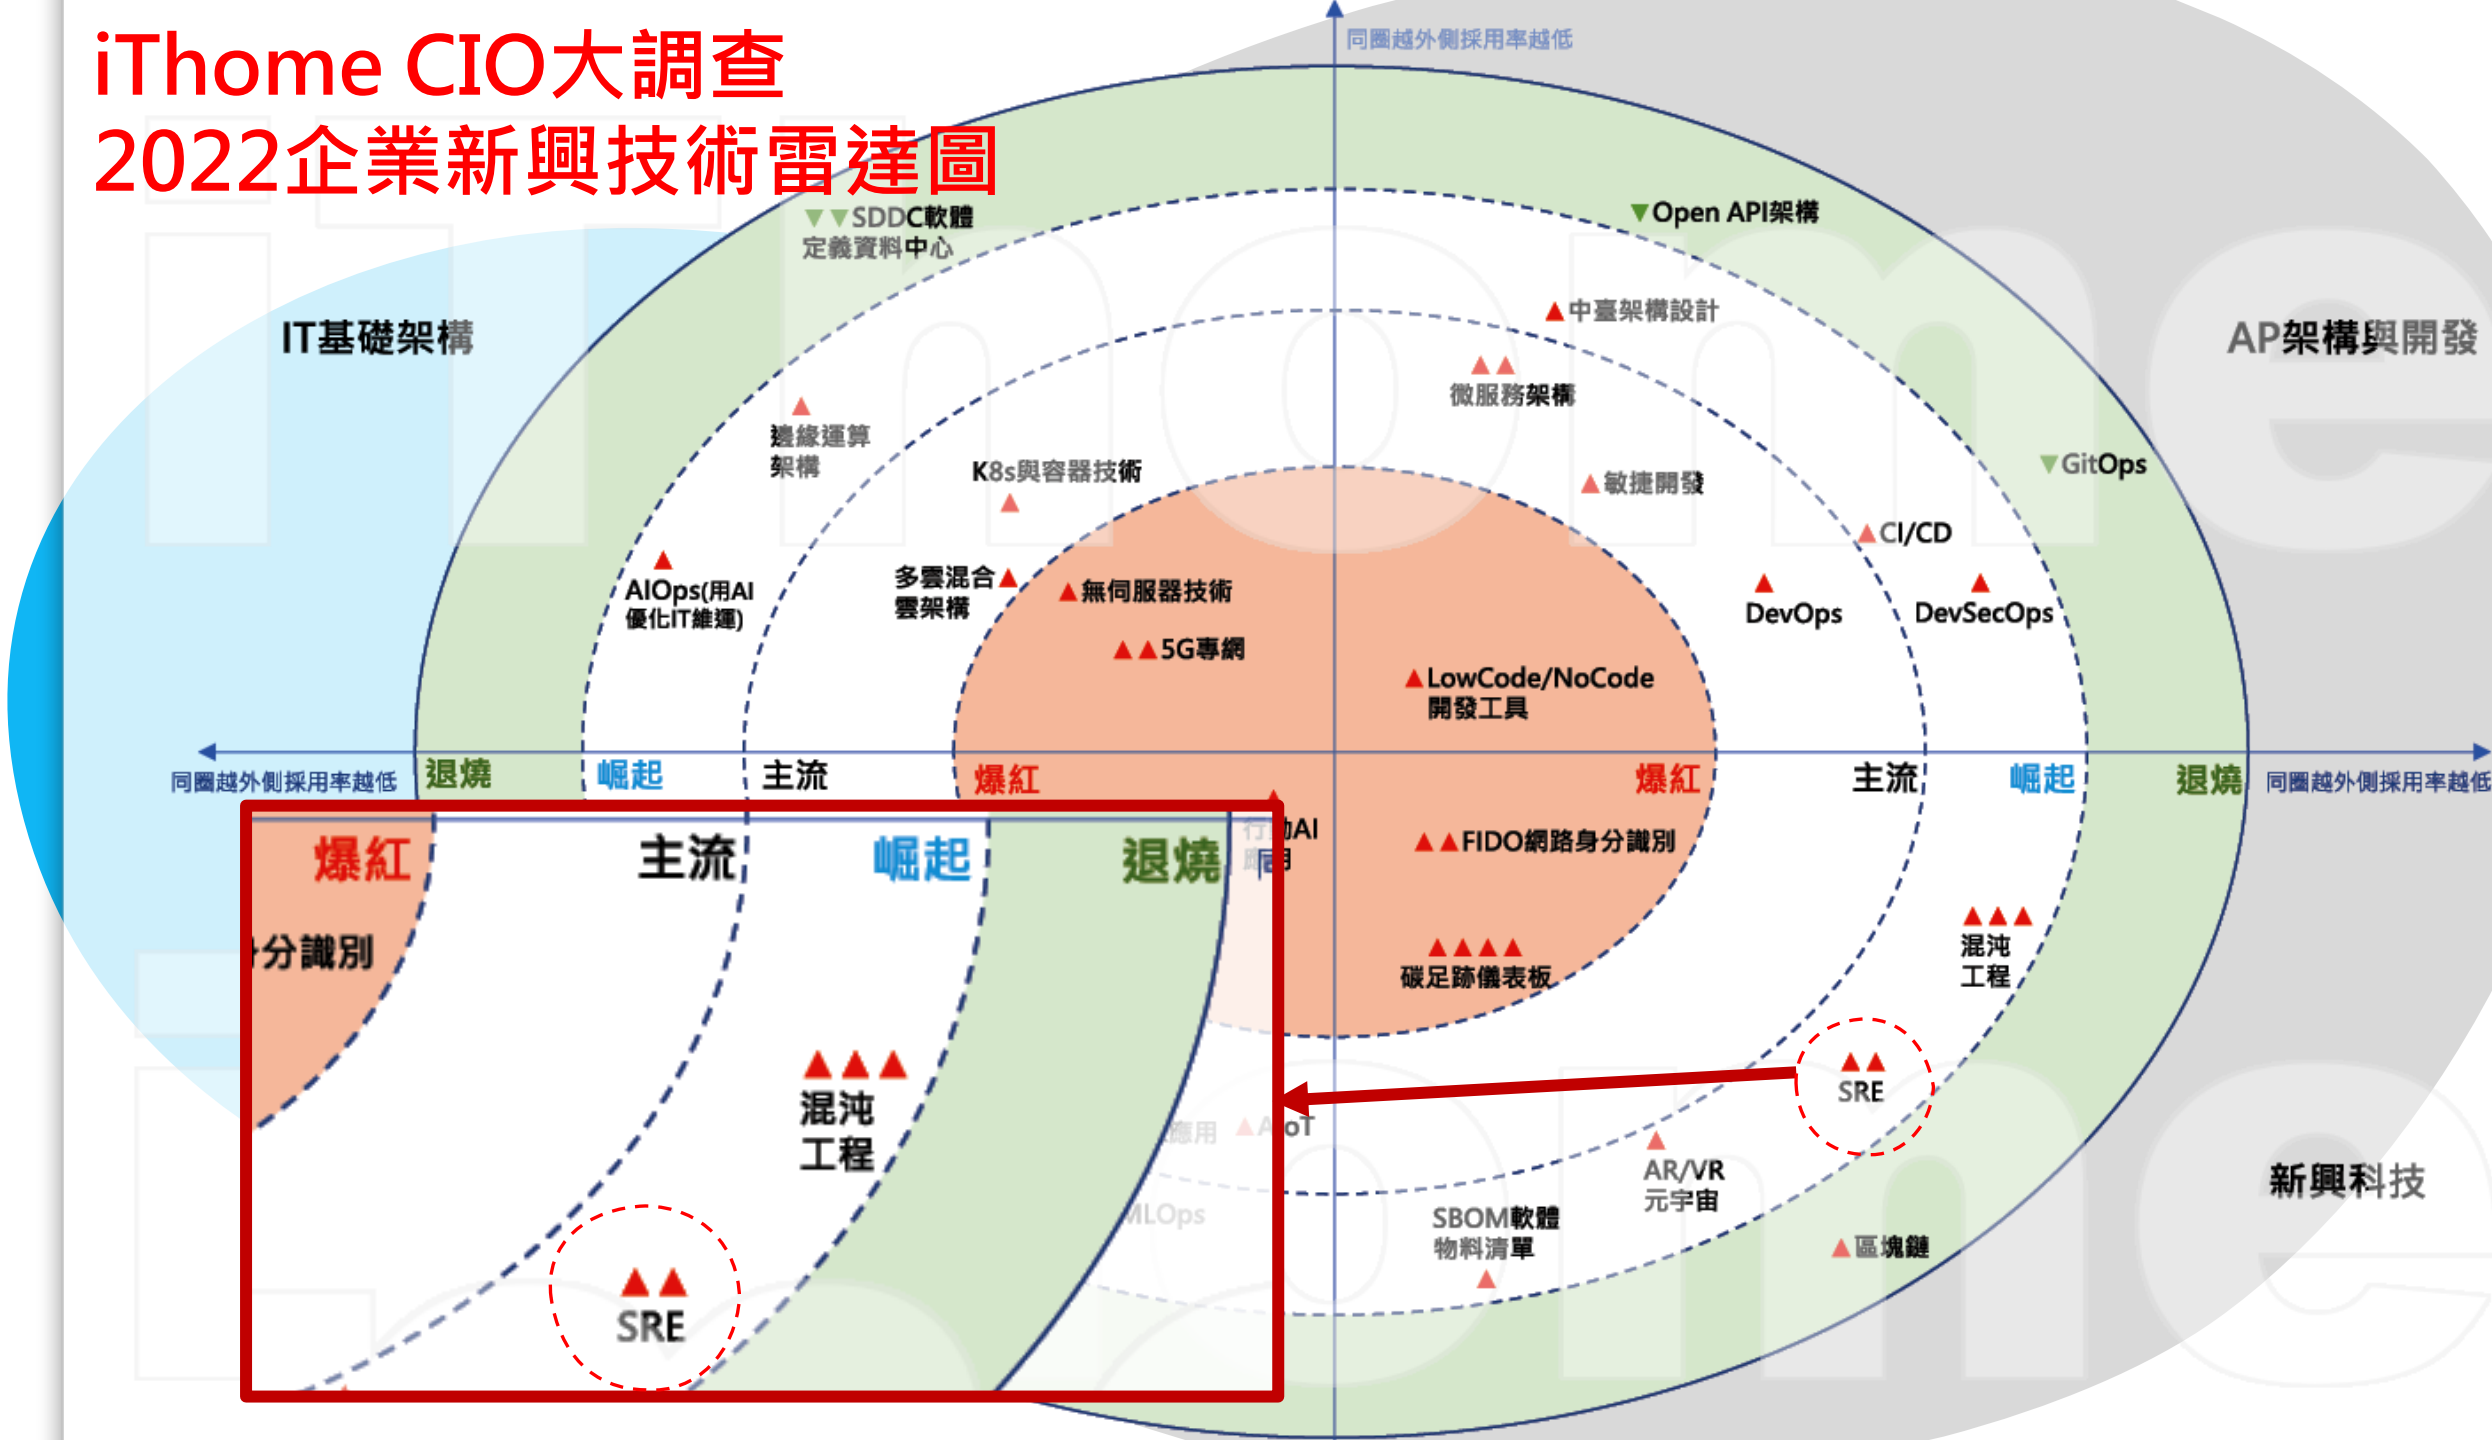 iThome CIO大調查
2022企業新興技術雷達圖
同圈越外側採用率越低
▼▼SDDC軟體
定義資料中心
▼Open API架構
IT基礎架構
AP架構與開發
▲中臺架構設計
▲▲
微服務架構
▲
邊緣運算
架構
K8s與容器技術
▲
▲敏捷開發
▼GitOps
▲CI/CD
▲
AIOps(用AI
優化IT維運)
多雲混合▲
雲架構
▲無伺服器技術
▲▲5G專網
▲
DevOps
▲
DevSecOps
▲LowCode/NoCode
開發工具
同圈越外側採用率越低
退燒
崛起
主流
爆紅
爆紅
主流
崛起
退燒
同圈越外側採用率越低
▲▲FIDO網路身分識別
▲▲▲▲
碳足跡儀表板
▲▲▲
混沌
工程
▲▲
SRE
▲
AR/VR
元宇宙
SBOM軟體
物料清單
▲
▲區塊鏈
新興科技
爆紅
主流
崛起
退燒
分識別
▲▲▲
混沌
工程
▲▲
SRE
行動AI
應用
同
應用
▲AIoT
MLOps
iThome